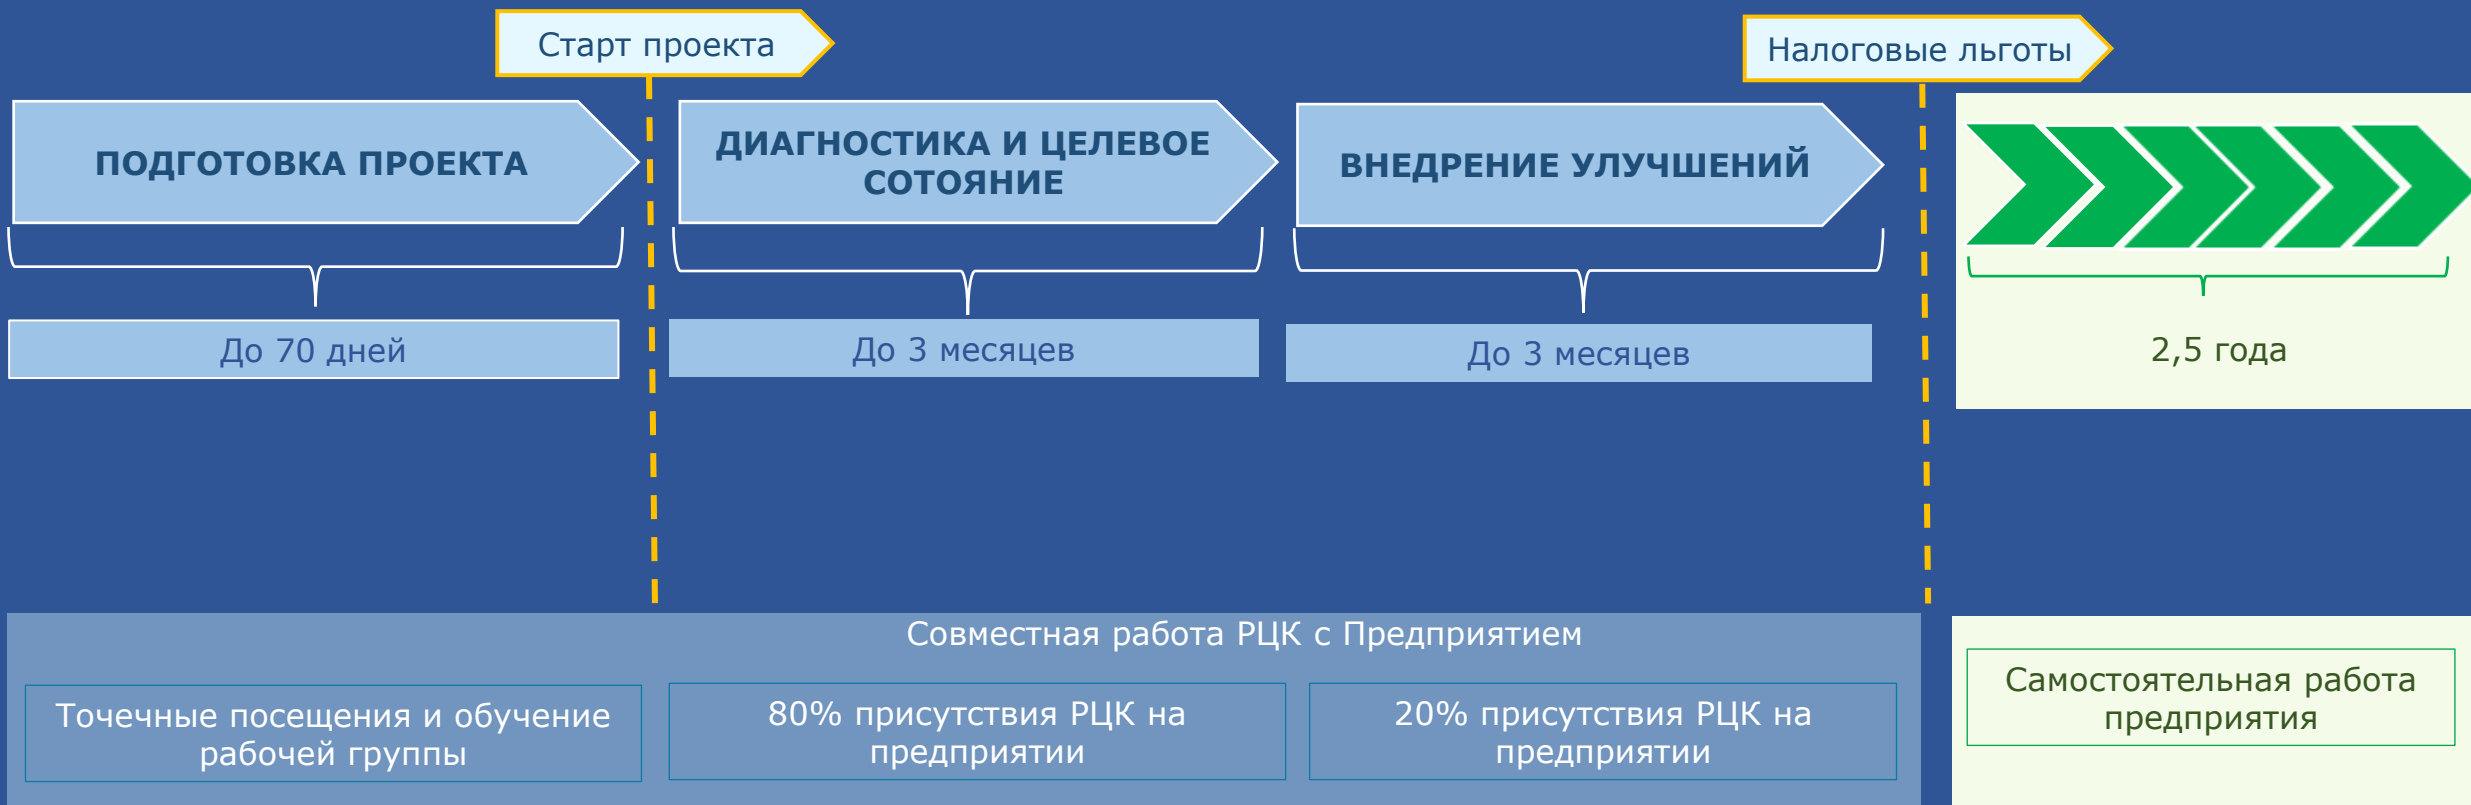 Старт проекта
Налоговые льготы
ПОДГОТОВКА ПРОЕКТА
ДИАГНОСТИКА И ЦЕЛЕВОЕ
СОТОЯНИЕ
ВНЕДРЕНИЕ УЛУЧШЕНИЙ
До 70 дней
До 3 месяцев
До 3 месяцев
2,5 года
Совместная работа РЦК с Предприятием
Точечные посещения и обучение
рабочей группы
80% присутствия РЦК на
предприятии
20% присутствия РЦК на
предприятии
Самостоятельная работа
предприятия